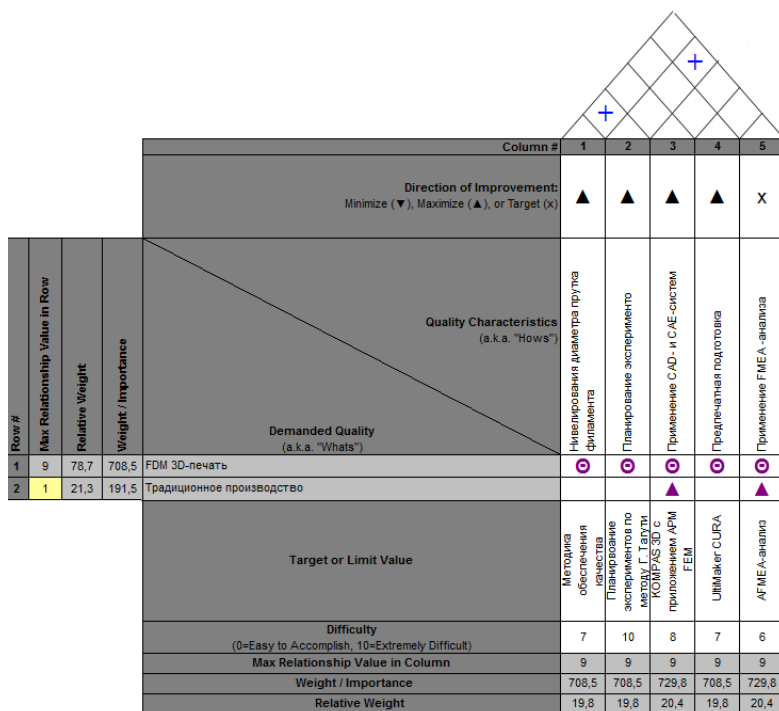 +
+
Column # 1 2 3 4 5
Direction of Improvement:
Minimize (▼), Maximize (▲), or Target (x)
▲ ▲ ▲ ▲ x
Row #
Max Relationship Value in Row
Relative Weight
Weight / Importance
Quality Characteristics
(a.k.a. "Hows")
Demanded Quality
(a.k.a. "Whats")
Нивелирования диаметра прутка
филамента
Планирование эксперименто
Применение CAD- и CAE-систем
Предпечатная подготовка
Применение FMEA -анализа
1 9 78,7 708,5 FDM 3D-печать Θ Θ Θ Θ Θ
2 1 21,3 191,5 Традиционное производство ▲ ▲
Target or Limit Value
Методика
обеспечения
качества
Планирвоание
экспериментов по
методу Г. Тагути
KOMPAS 3D с
приложением APM
FEM
UltiMaker CURA
AFMEA-анализ
Difficulty
(0=Easy to Accomplish, 10=Extremely Difficult)
7 10 8 7 6
Max Relationship Value in Column 9 9 9 9 9
Weight / Importance 708,5 708,5 729,8 708,5 729,8
Relative Weight 19,8 19,8 20,4 19,8 20,4